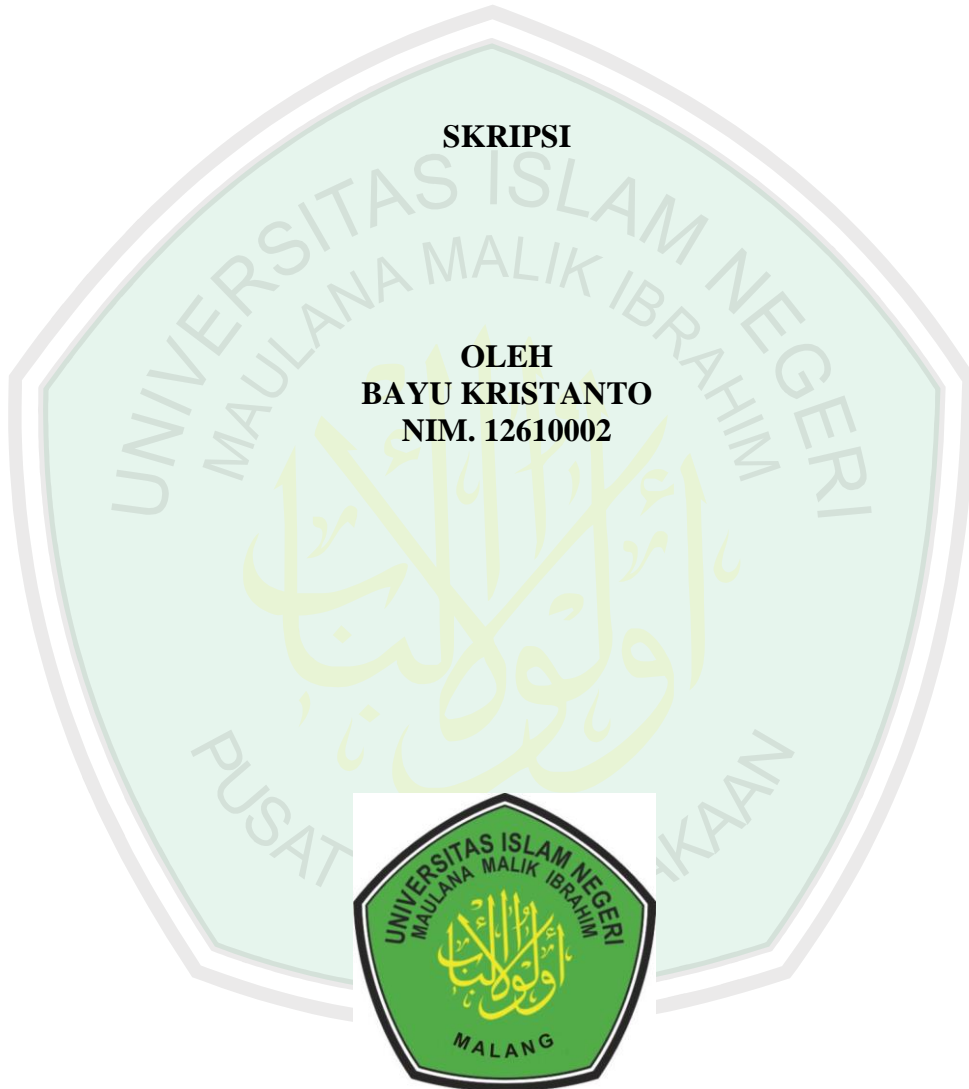 SKRIPSI
UNIVERSITAS ISLAM NEGERI
MAULANA MALIK IBRAHIM
OLEH
BAYU KRISTANTO
NIM. 12610002
PUSAT
UNIVERSITAS ISLAM NEGERI
MAULANA MALIK IBRAHIM
MALANG